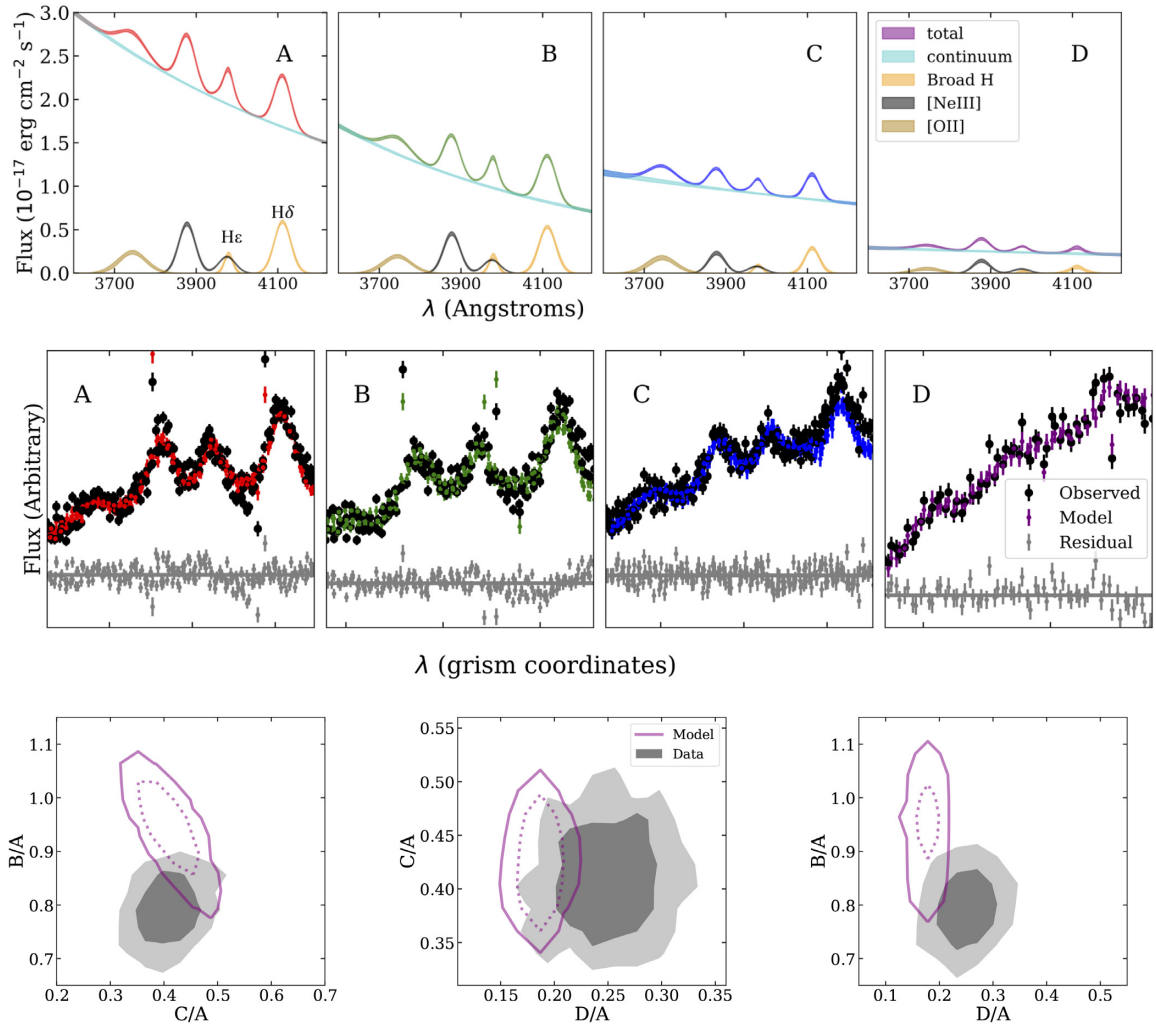 A
B
C
D
total
continuum
Broad H
[NeIII]
[OII]
Hε
Hδ
Flux (10⁻¹⁷ erg cm⁻² s⁻¹)
3.0
2.5
2.0
1.5
1.0
0.5
0.0
3700 3900 4100
3700 3900 4100
3700 3900 4100
3700 3900 4100
λ (Angstroms)
A
B
C
D
Flux (Arbitrary)
Observed
Model
Residual
λ (grism coordinates)
B/A
1.1
1.0
0.9
0.8
0.7
0.2 0.3 0.4 0.5 0.6 0.7
C/A
C/A
0.55
0.50
0.45
0.40
0.35
Model
Data
0.15 0.20 0.25 0.30 0.35
D/A
B/A
1.1
1.0
0.9
0.8
0.7
0.1 0.2 0.3 0.4 0.5
D/A